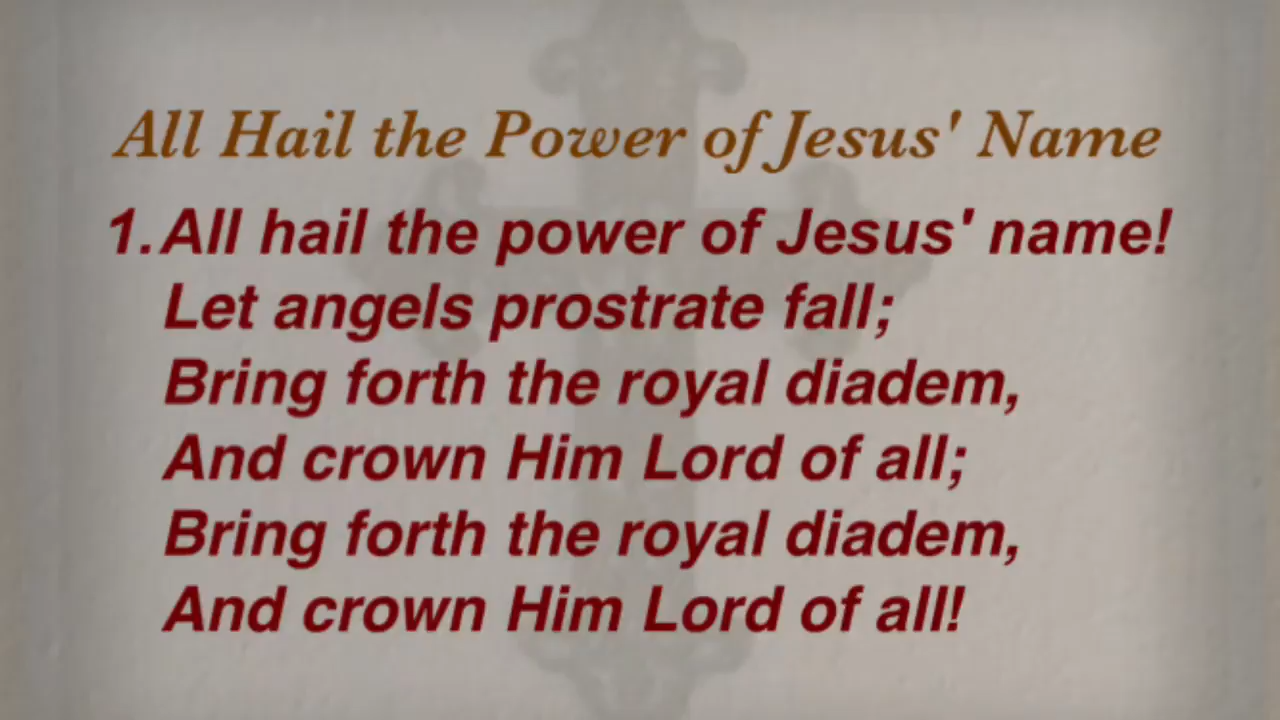 All Hail the Power of Jesus' Name
1. All hail the power of Jesus' name!
Let angels prostrate fall;
Bring forth the royal diadem,
And crown Him Lord of all;
Bring forth the royal diadem,
And crown Him Lord of all!